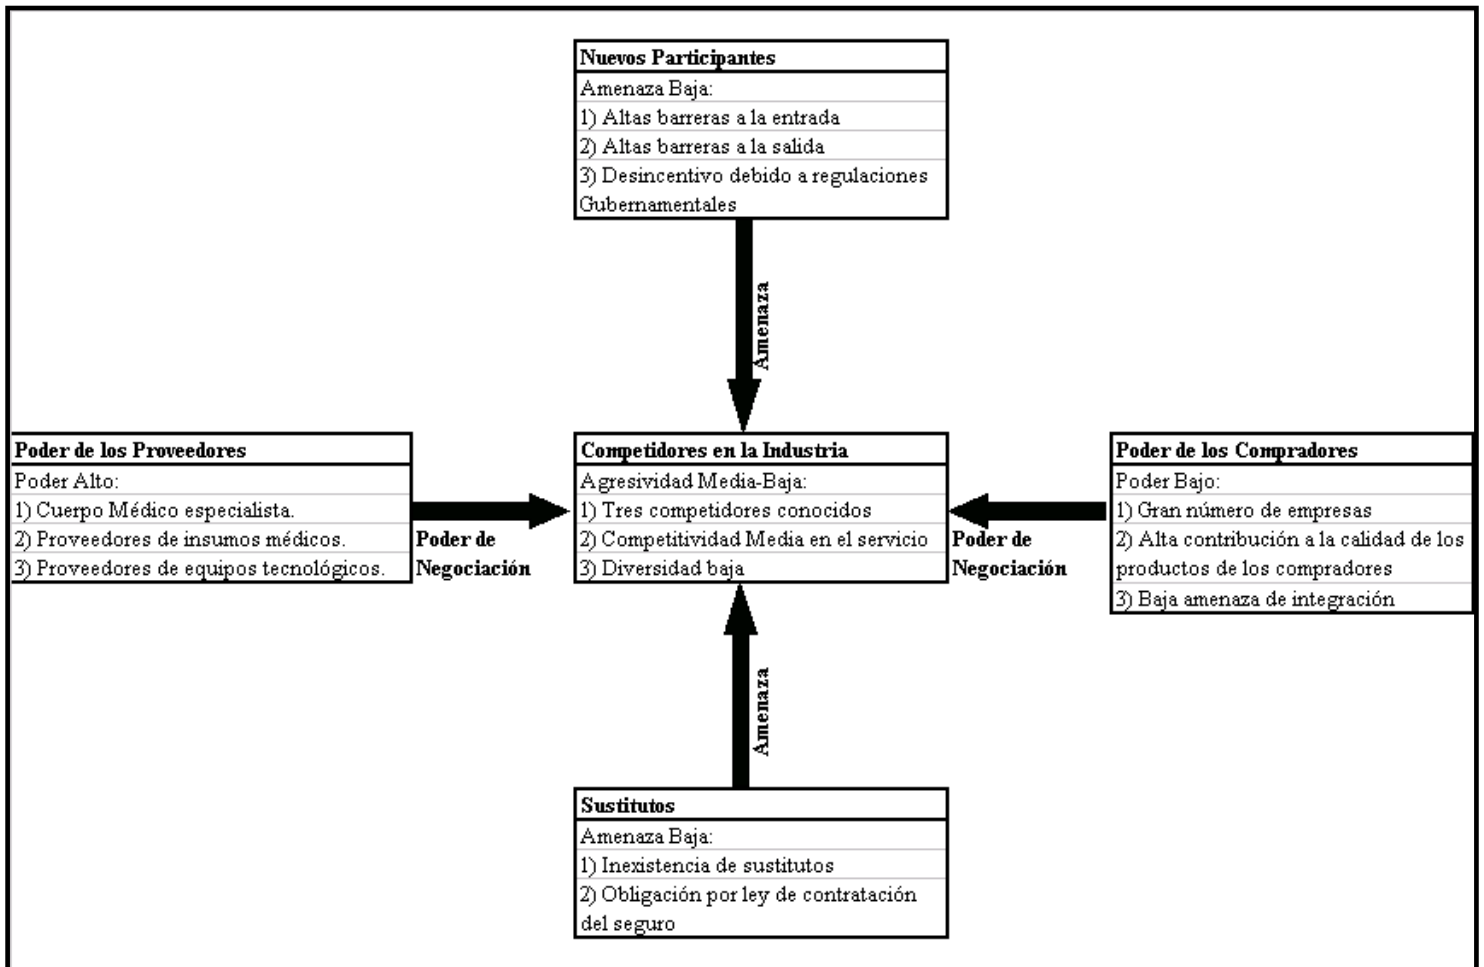 Nuevos Participantes
Amenaza Baja:
1) Altas barreras a la entrada
2) Altas barreras a la salida
3) Desincentivo debido a regulaciones
Gubernamentales
Amenaza
Poder de los Proveedores
Poder Alto:
1) Cuerpo Médico especialista.
2) Proveedores de insumos médicos.
3) Proveedores de equipos tecnológicos.
Poder de
Negociación
Competidores en la Industria
Agresividad Media-Baja:
1) Tres competidores conocidos
2) Competitividad Media en el servicio
3) Diversidad baja
Poder de
Negociación
Poder de los Compradores
Poder Bajo:
1) Gran número de empresas
2) Alta contribución a la calidad de los
productos de los compradores
3) Baja amenaza de integración
Amenaza
Sustitutos
Amenaza Baja:
1) Inexistencia de sustitutos
2) Obligación por ley de contratación
del seguro